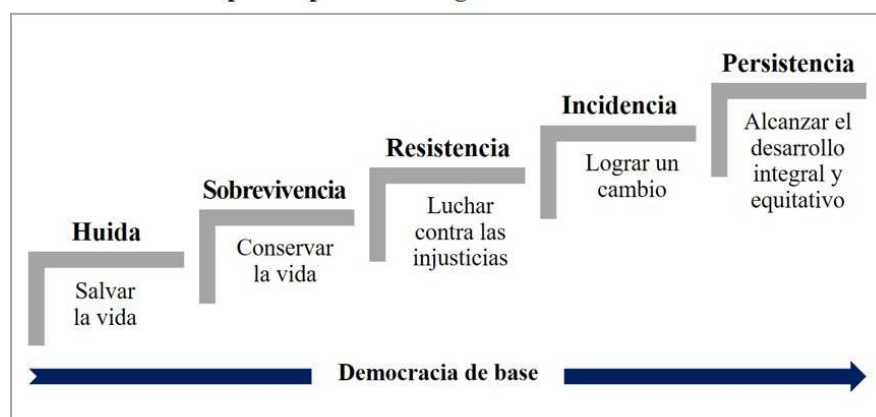 Huida
Salvar
la vida
Sobrevivencia
Conservar
la vida
Resistencia
Luchar
contra las
injusticias
Incidencia
Lograr un
cambio
Persistencia
Alcanzar el
desarrollo
integral y
equitativo
Democracia de base